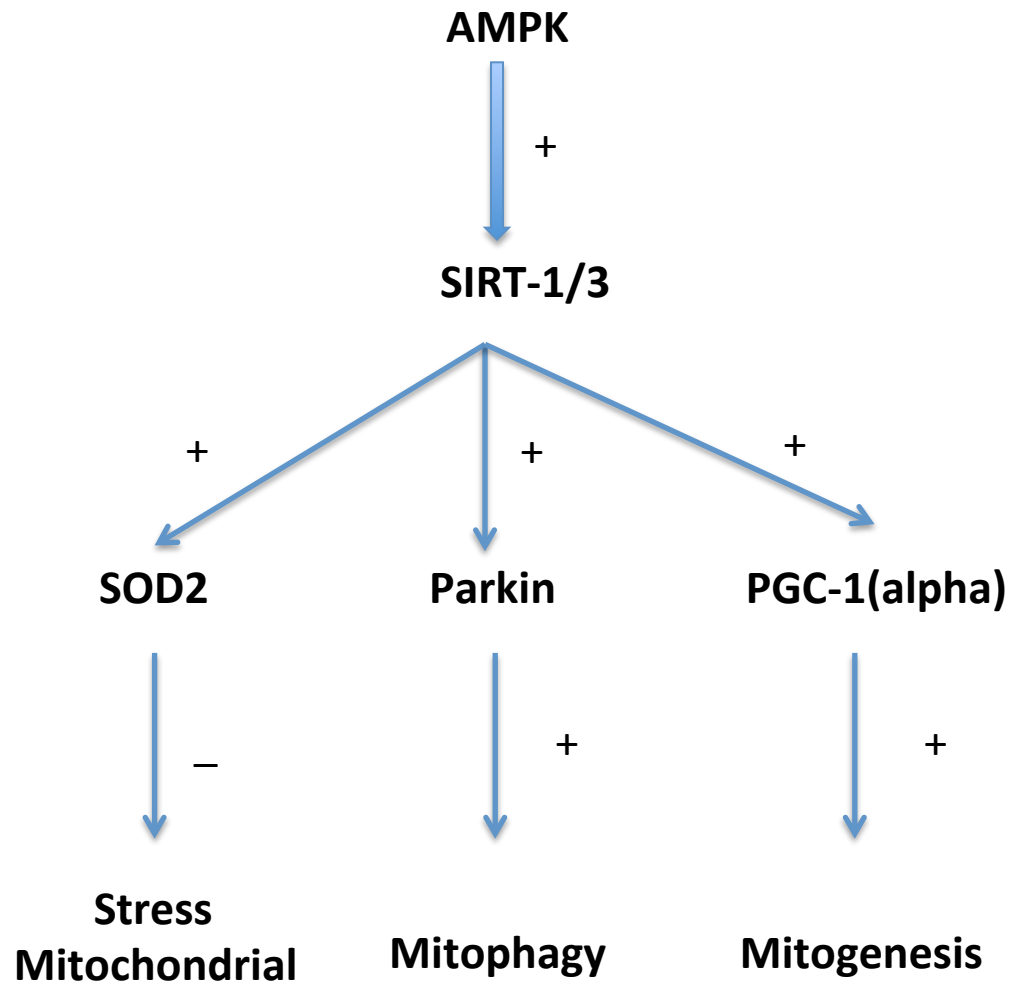 AMPK
+
SIRT-1/3
+
+
+
SOD2
Parkin
PGC-1(alpha)
–
+
+
Stress
Mitochondrial
Mitophagy
Mitogenesis